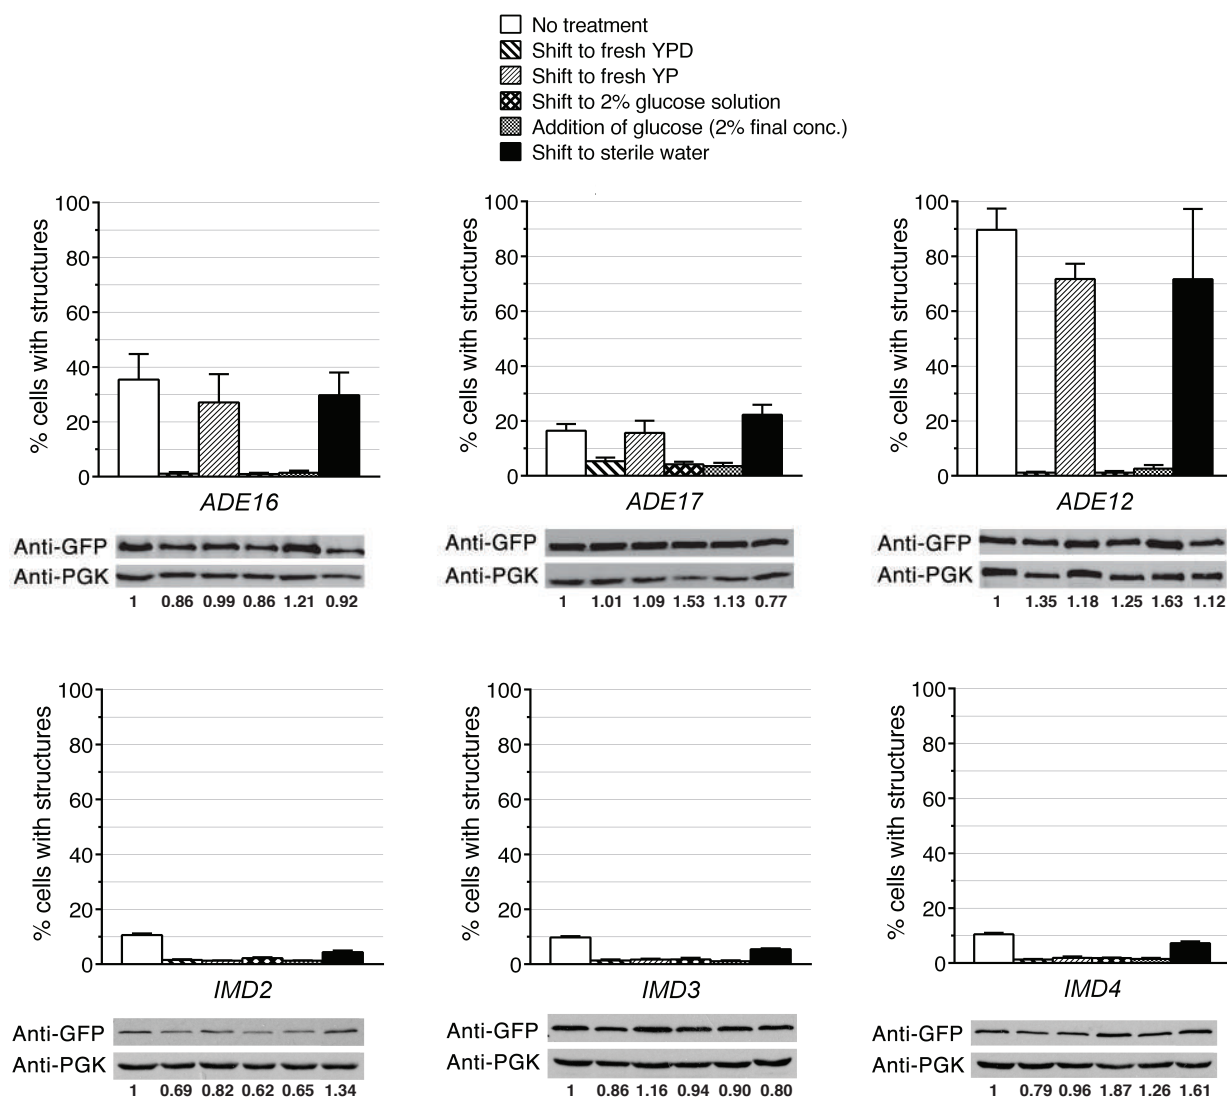 No treatment
Shift to fresh YPD
Shift to fresh YP
Shift to 2% glucose solution
Addition of glucose (2% final conc.)
Shift to sterile water
% cells with structures
100
80
60
40
20
0
ADE16
Anti-GFP
Anti-PGK
1 0.86 0.99 0.86 1.21 0.92
% cells with structures
100
80
60
40
20
0
ADE17
Anti-GFP
Anti-PGK
1 1.01 1.09 1.53 1.13 0.77
% cells with structures
100
80
60
40
20
0
ADE12
Anti-GFP
Anti-PGK
1 1.35 1.18 1.25 1.63 1.12
% cells with structures
100
80
60
40
20
0
IMD2
Anti-GFP
Anti-PGK
1 0.69 0.82 0.62 0.65 1.34
% cells with structures
100
80
60
40
20
0
IMD3
Anti-GFP
Anti-PGK
1 0.86 1.16 0.94 0.90 0.80
% cells with structures
100
80
60
40
20
0
IMD4
Anti-GFP
Anti-PGK
1 0.79 0.96 1.87 1.26 1.61